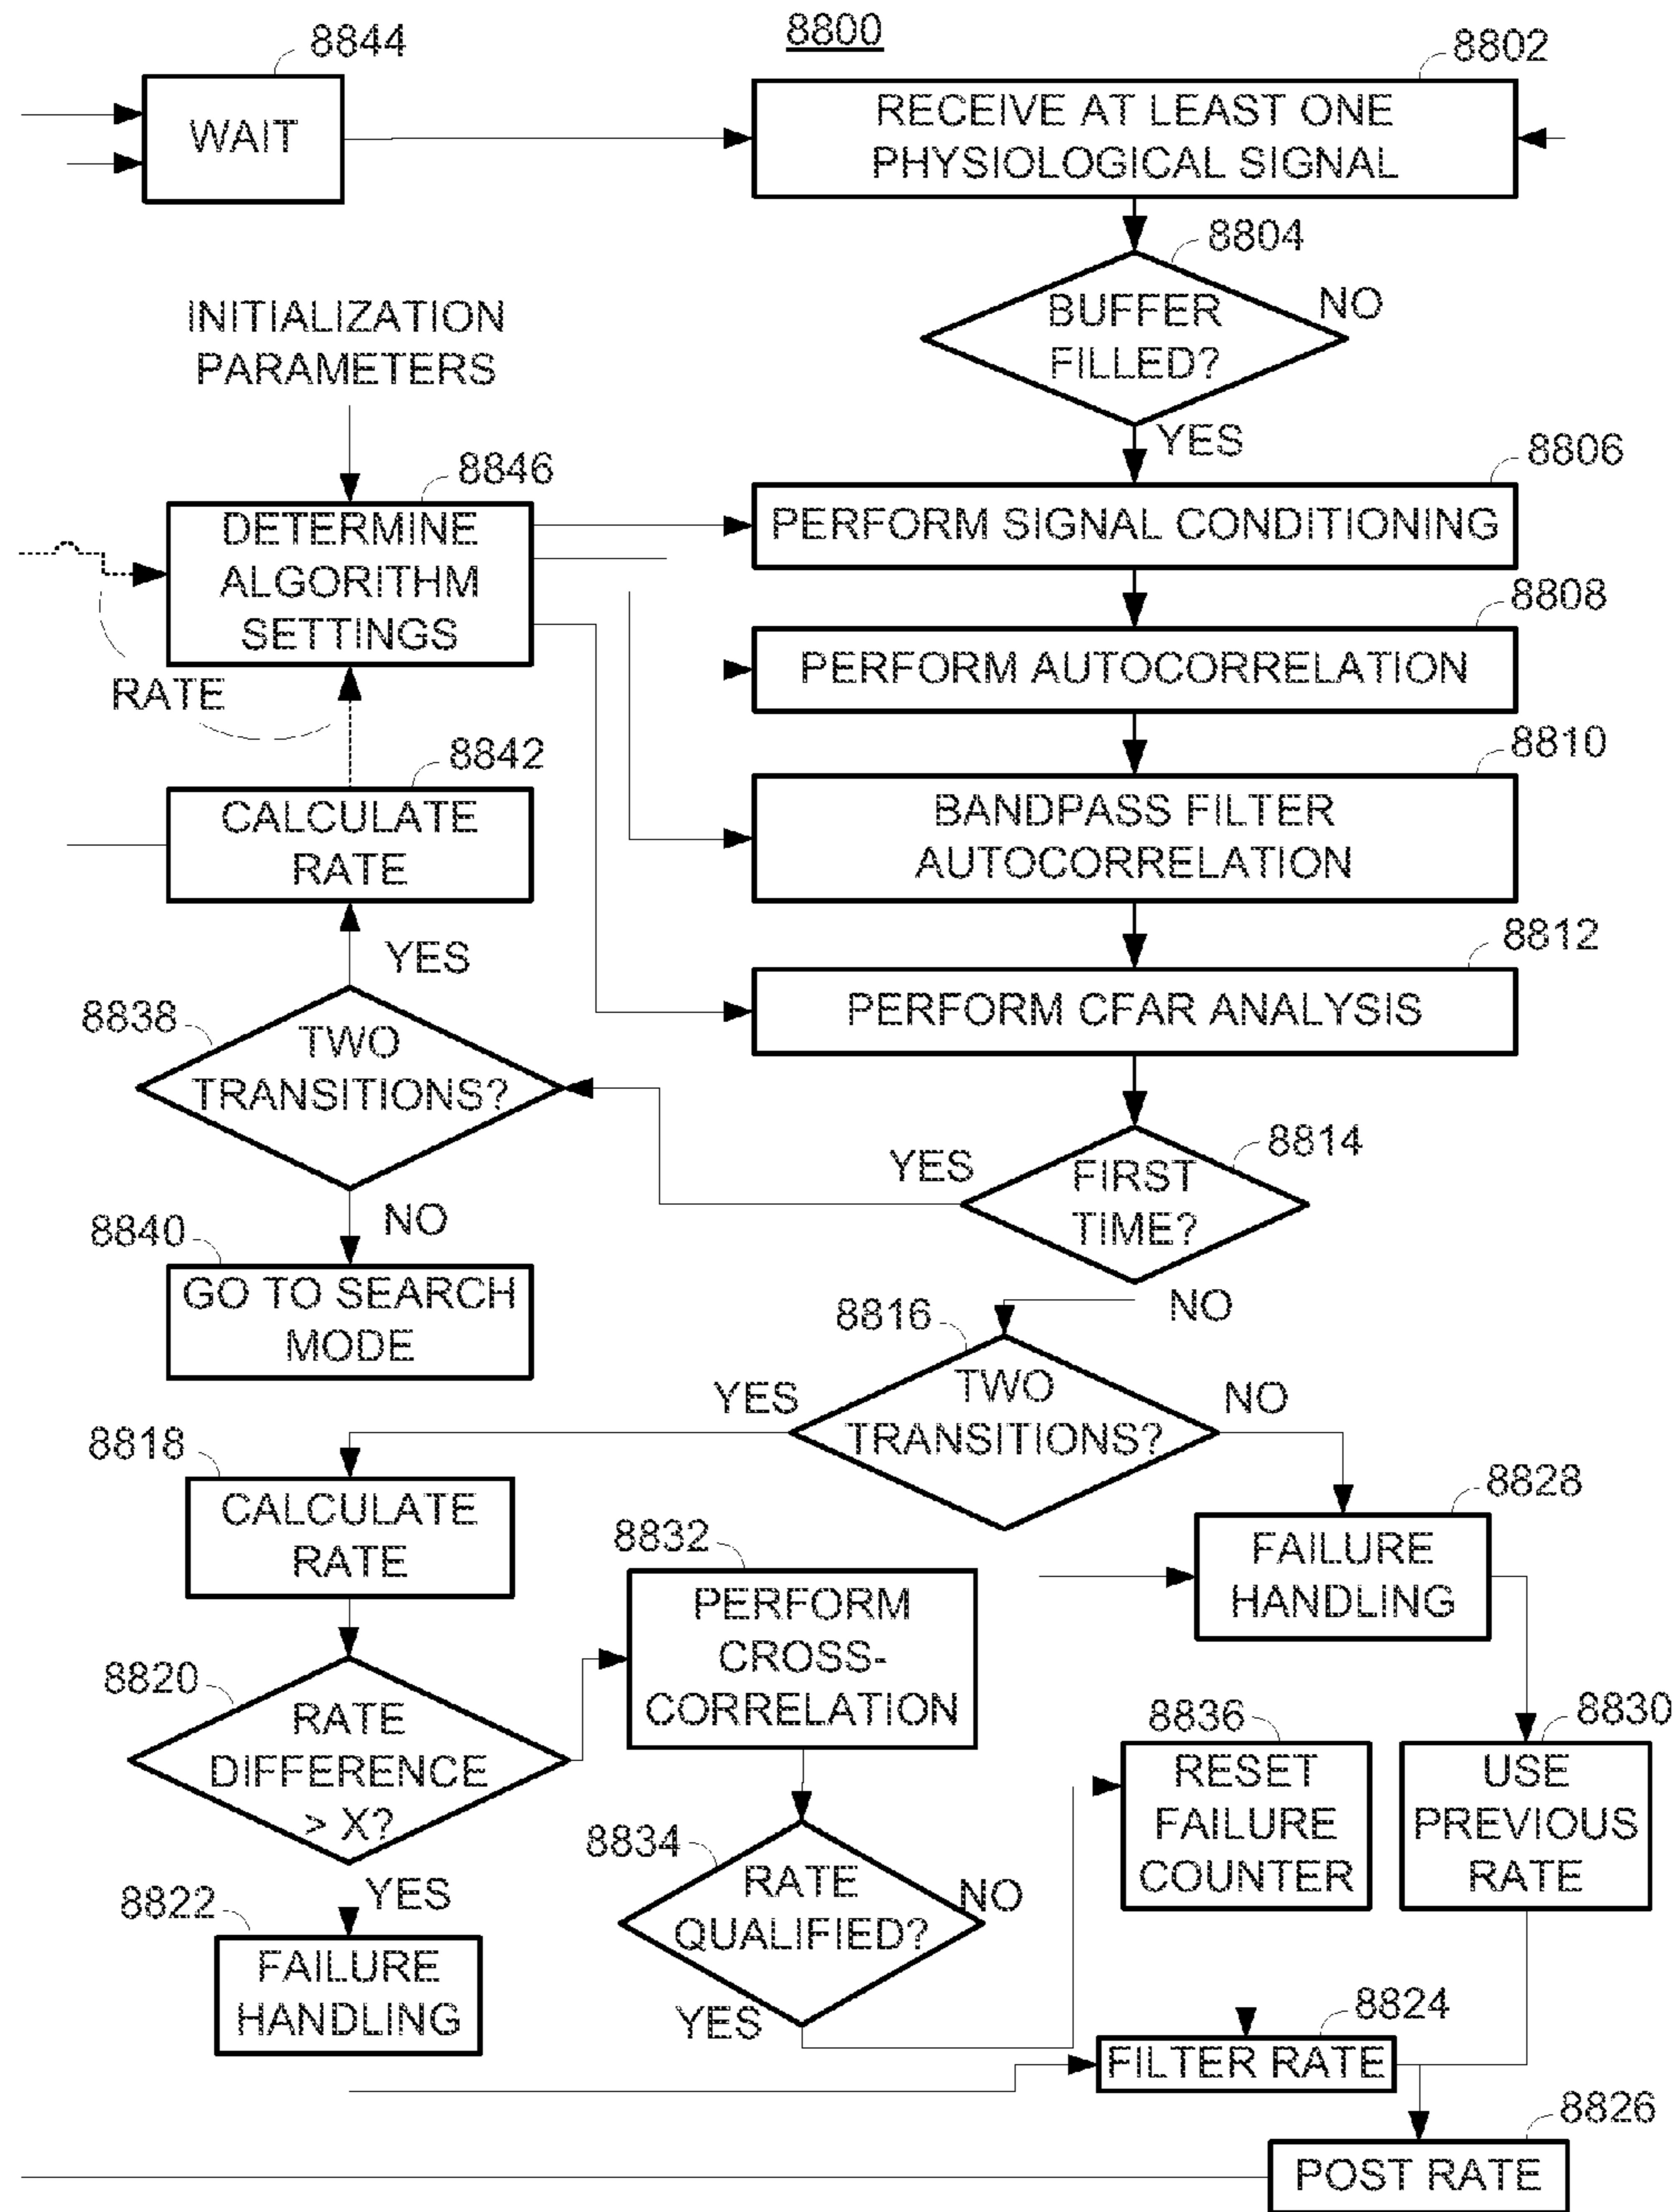 8800
8844
WAIT
8802
RECEIVE AT LEAST ONE
PHYSIOLOGICAL SIGNAL
8804
BUFFER
FILLED?
NO
YES
INITIALIZATION
PARAMETERS
8846
DETERMINE
ALGORITHM
SETTINGS
RATE
8806
PERFORM SIGNAL CONDITIONING
8808
PERFORM AUTOCORRELATION
8810
BANDPASS FILTER
AUTOCORRELATION
8812
PERFORM CFAR ANALYSIS
8842
CALCULATE
RATE
YES
8838
TWO
TRANSITIONS?
NO
8840
GO TO SEARCH
MODE
8814
FIRST
TIME?
YES
NO
8816
TWO
TRANSITIONS?
YES
NO
8818
CALCULATE
RATE
8820
RATE
DIFFERENCE
> X?
YES
8822
FAILURE
HANDLING
8832
PERFORM
CROSS-
CORRELATION
8834
RATE
QUALIFIED?
NO
YES
8828
FAILURE
HANDLING
8836
RESET
FAILURE
COUNTER
8830
USE
PREVIOUS
RATE
8824
FILTER RATE
8826
POST RATE